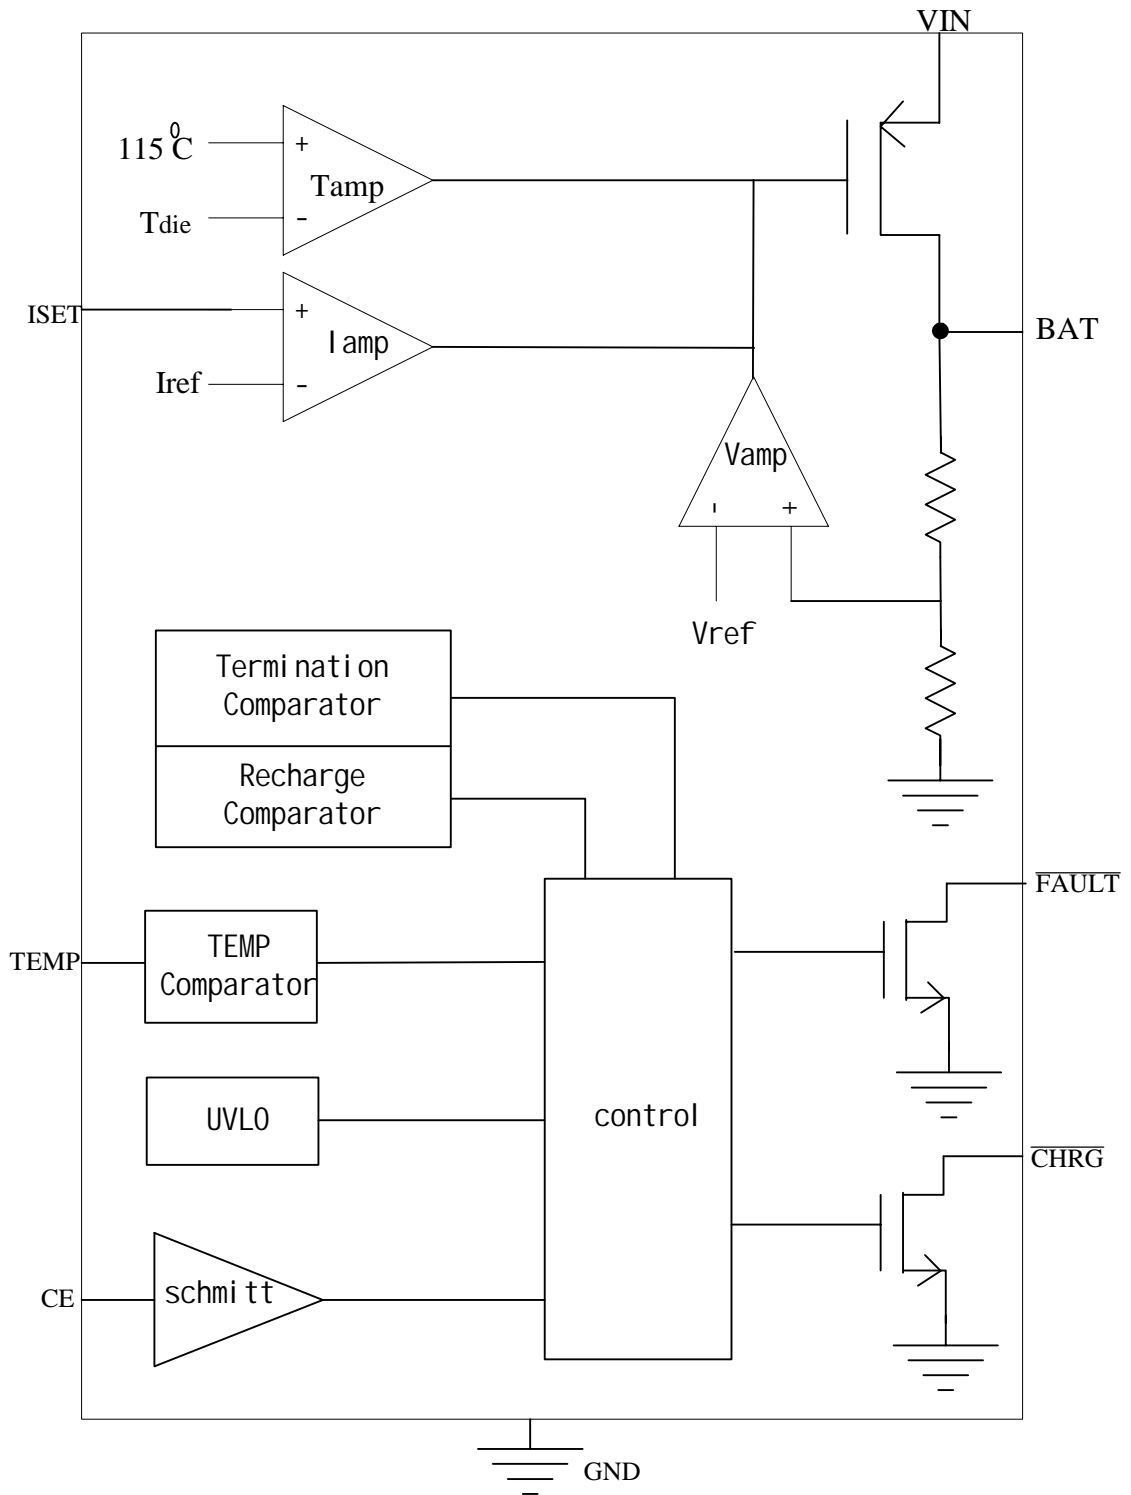 VIN
115 ⁰C
+
Tamp
Tdie
-
ISET
+
Iamp
BAT
Iref
-
Vamp
- +
Vref
Termination
Comparator
Recharge
Comparator
FAULT
TEMP
TEMP
Comparator
UVLO
control
CHRG
CE
schmitt
GND